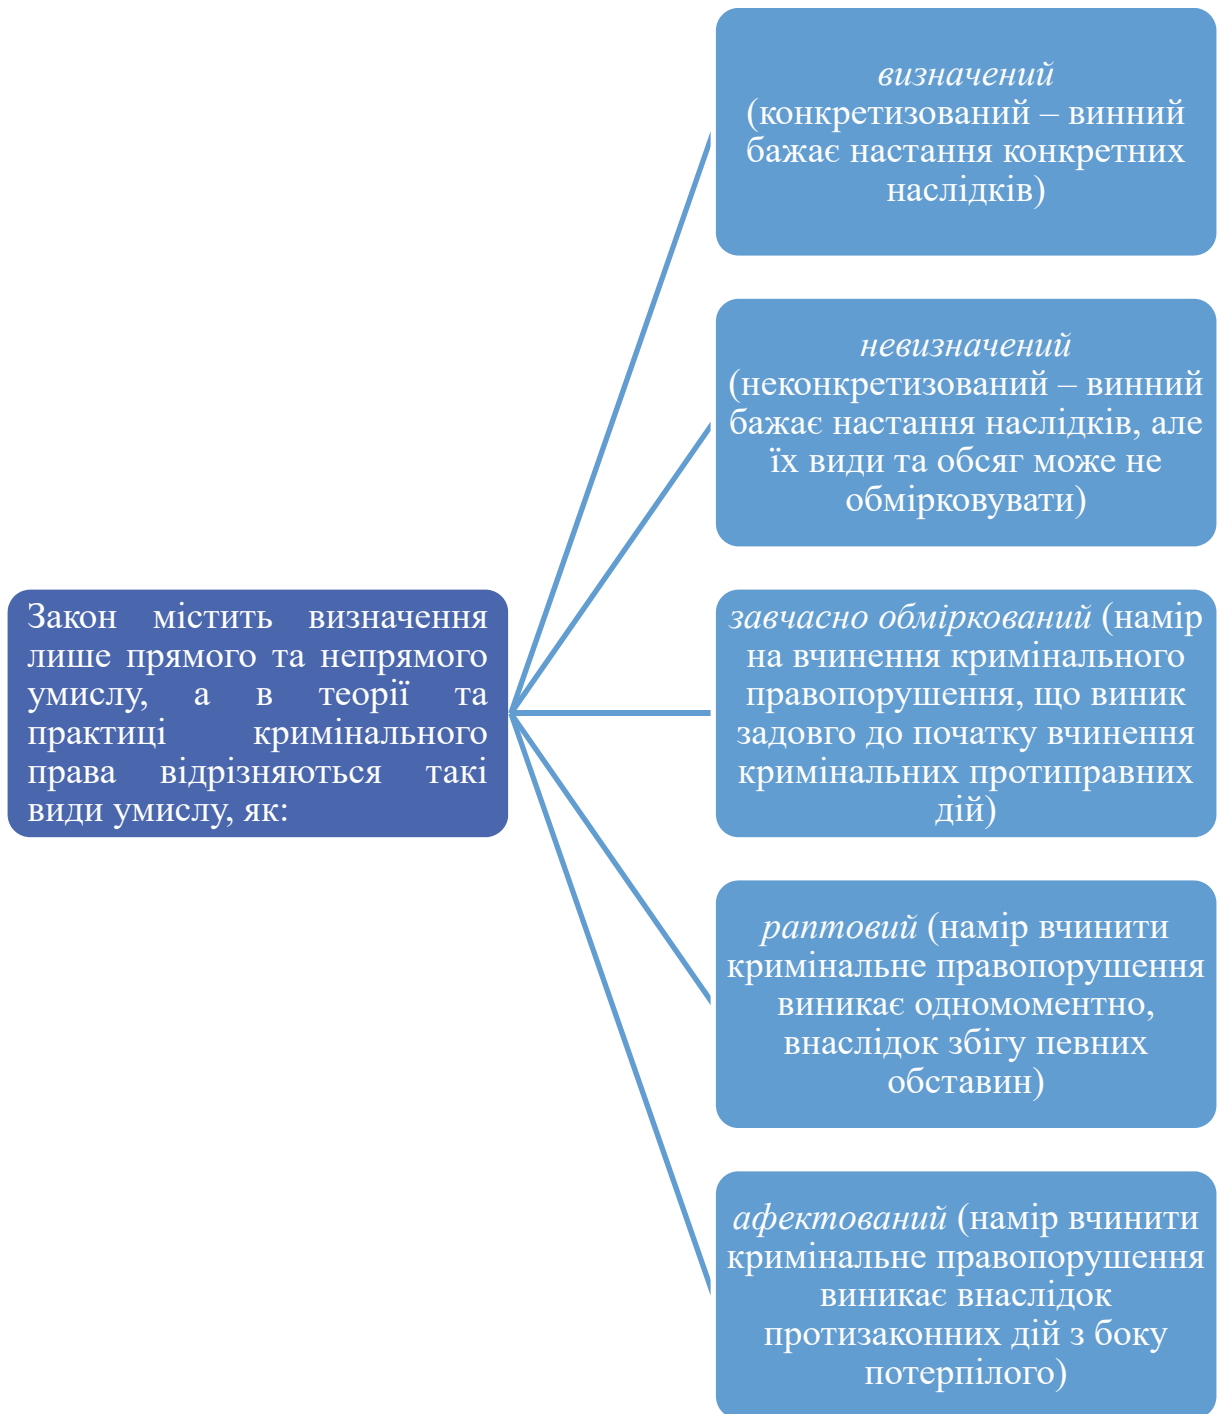 Закон містить визначення
лише прямого та непрямого
умислу, а в теорії та
практиці кримінального
права відрізняються такі
види умислу, як:
визначений
(конкретизований – винний
бажає настання конкретних
наслідків)
невизначений
(неконкретизований – винний
бажає настання наслідків, але
їх види та обсяг може не
обмірковувати)
завчасно обміркований (намір
на вчинення кримінального
правопорушення, що виник
задовго до початку вчинення
кримінальних протиправних
дій)
раптовий (намір вчинити
кримінальне правопорушення
виникає одномоментно,
внаслідок збігу певних
обставин)
афектований (намір вчинити
кримінальне правопорушення
виникає внаслідок
протизаконних дій з боку
потерпілого)